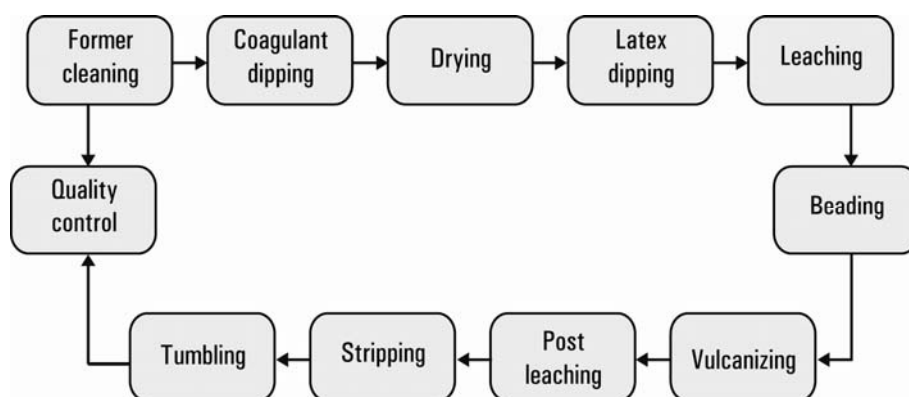 Former
cleaning
Coagulant
dipping
Drying
Latex
dipping
Leaching
Beading
Vulcanizing
Post
leaching
Stripping
Tumbling
Quality
control